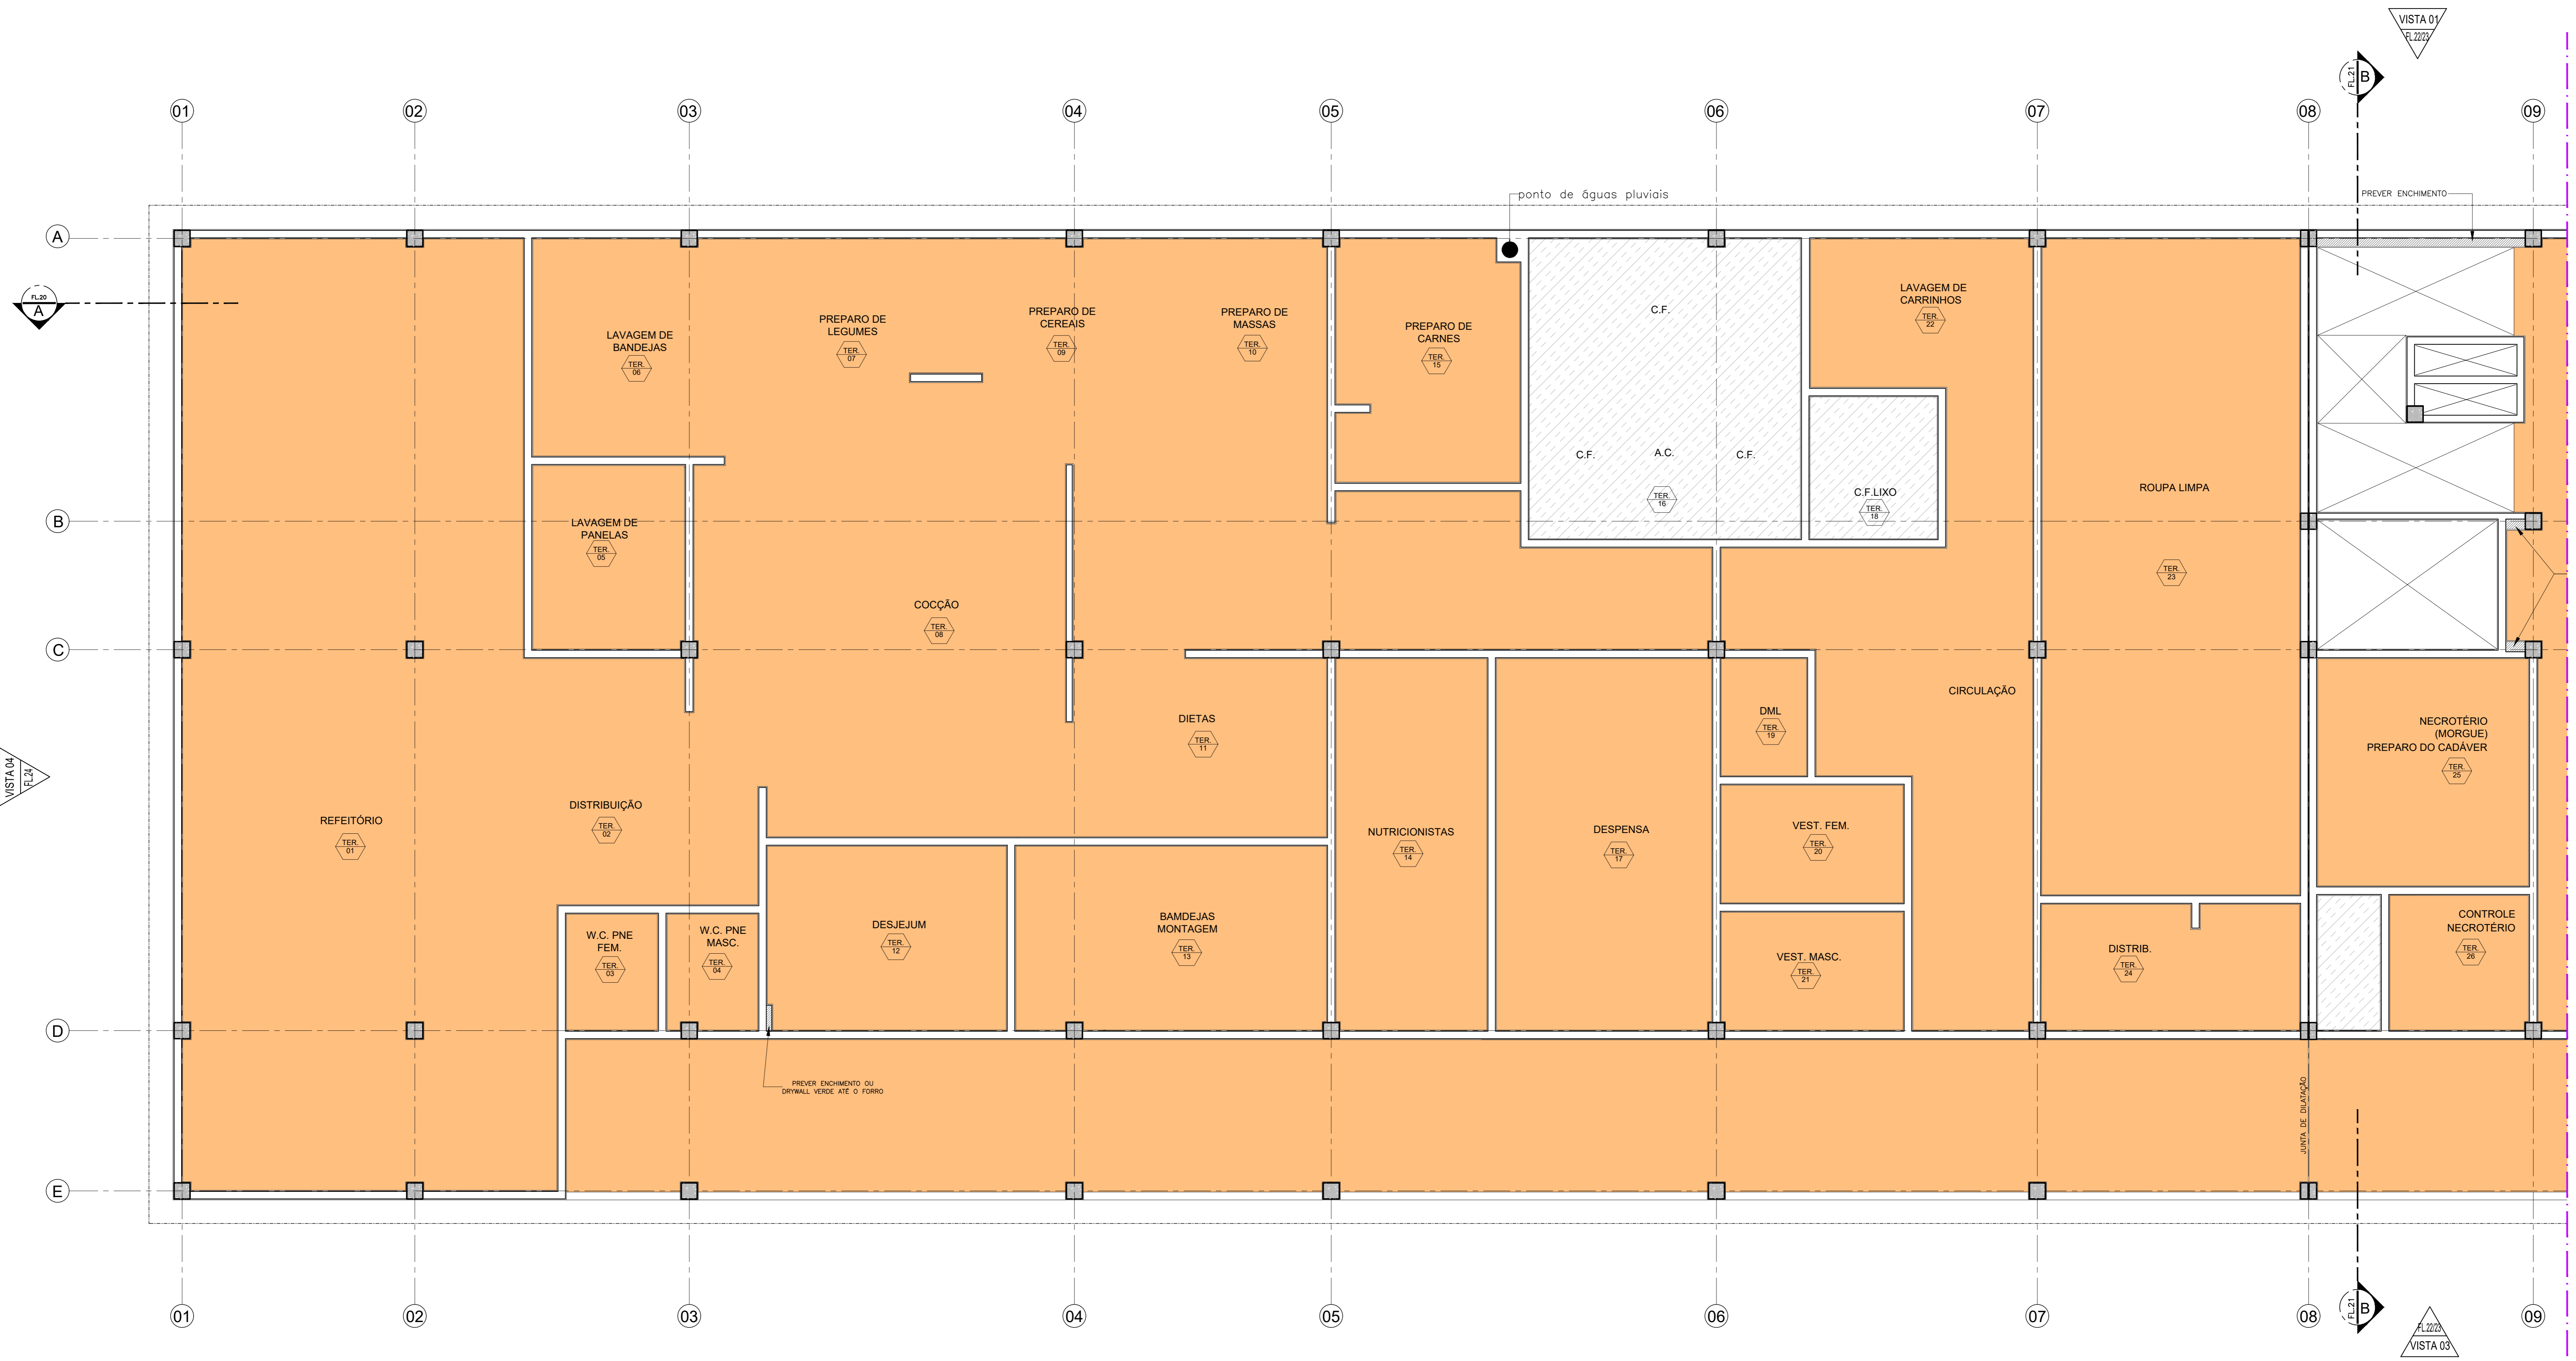 VISTA 01
FL.22/23
FL.21
B
01
02
03
04
05
06
07
08
09
ponto de águas pluviais
PREVER ENCHIMENTO
A
FL.20
A
LAVAGEM DE
BANDEJAS
TER.
06
PREPARO DE
LEGUMES
TER.
07
PREPARO DE
CEREAIS
TER.
09
PREPARO DE
MASSAS
TER.
10
PREPARO DE
CARNES
TER.
15
C.F.
LAVAGEM DE
CARRINHOS
TER.
22
C.F.
A.C.
C.F.
TER.
16
C.F.LIXO
TER.
18
ROUPA LIMPA
TER.
23
B
LAVAGEM DE
PANELAS
TER.
05
COCÇÃO
TER.
08
C
CIRCULAÇÃO
DIETAS
TER.
11
DML
TER.
19
NECROTÉRIO
(MORGUE)
PREPARO DO CADÁVER
TER.
25
VISTA 04
FL.24
REFEITÓRIO
TER.
01
DISTRIBUIÇÃO
TER.
02
NUTRICIONISTAS
TER.
14
DESPENSA
TER.
17
VEST. FEM.
TER.
20
W.C. PNE
FEM.
TER.
03
W.C. PNE
MASC.
TER.
04
DESJEJUM
TER.
12
BAMDEJAS
MONTAGEM
TER.
13
VEST. MASC.
TER.
21
DISTRIB.
TER.
24
CONTROLE
NECROTÉRIO
TER.
26
D
PREVER ENCHIMENTO OU
DRYWALL VERDE ATÉ O FORRO
JUNTA DE DILATAÇÃO
E
01
02
03
04
05
06
07
08
09
FL.21
B
FL.22/23
VISTA 03